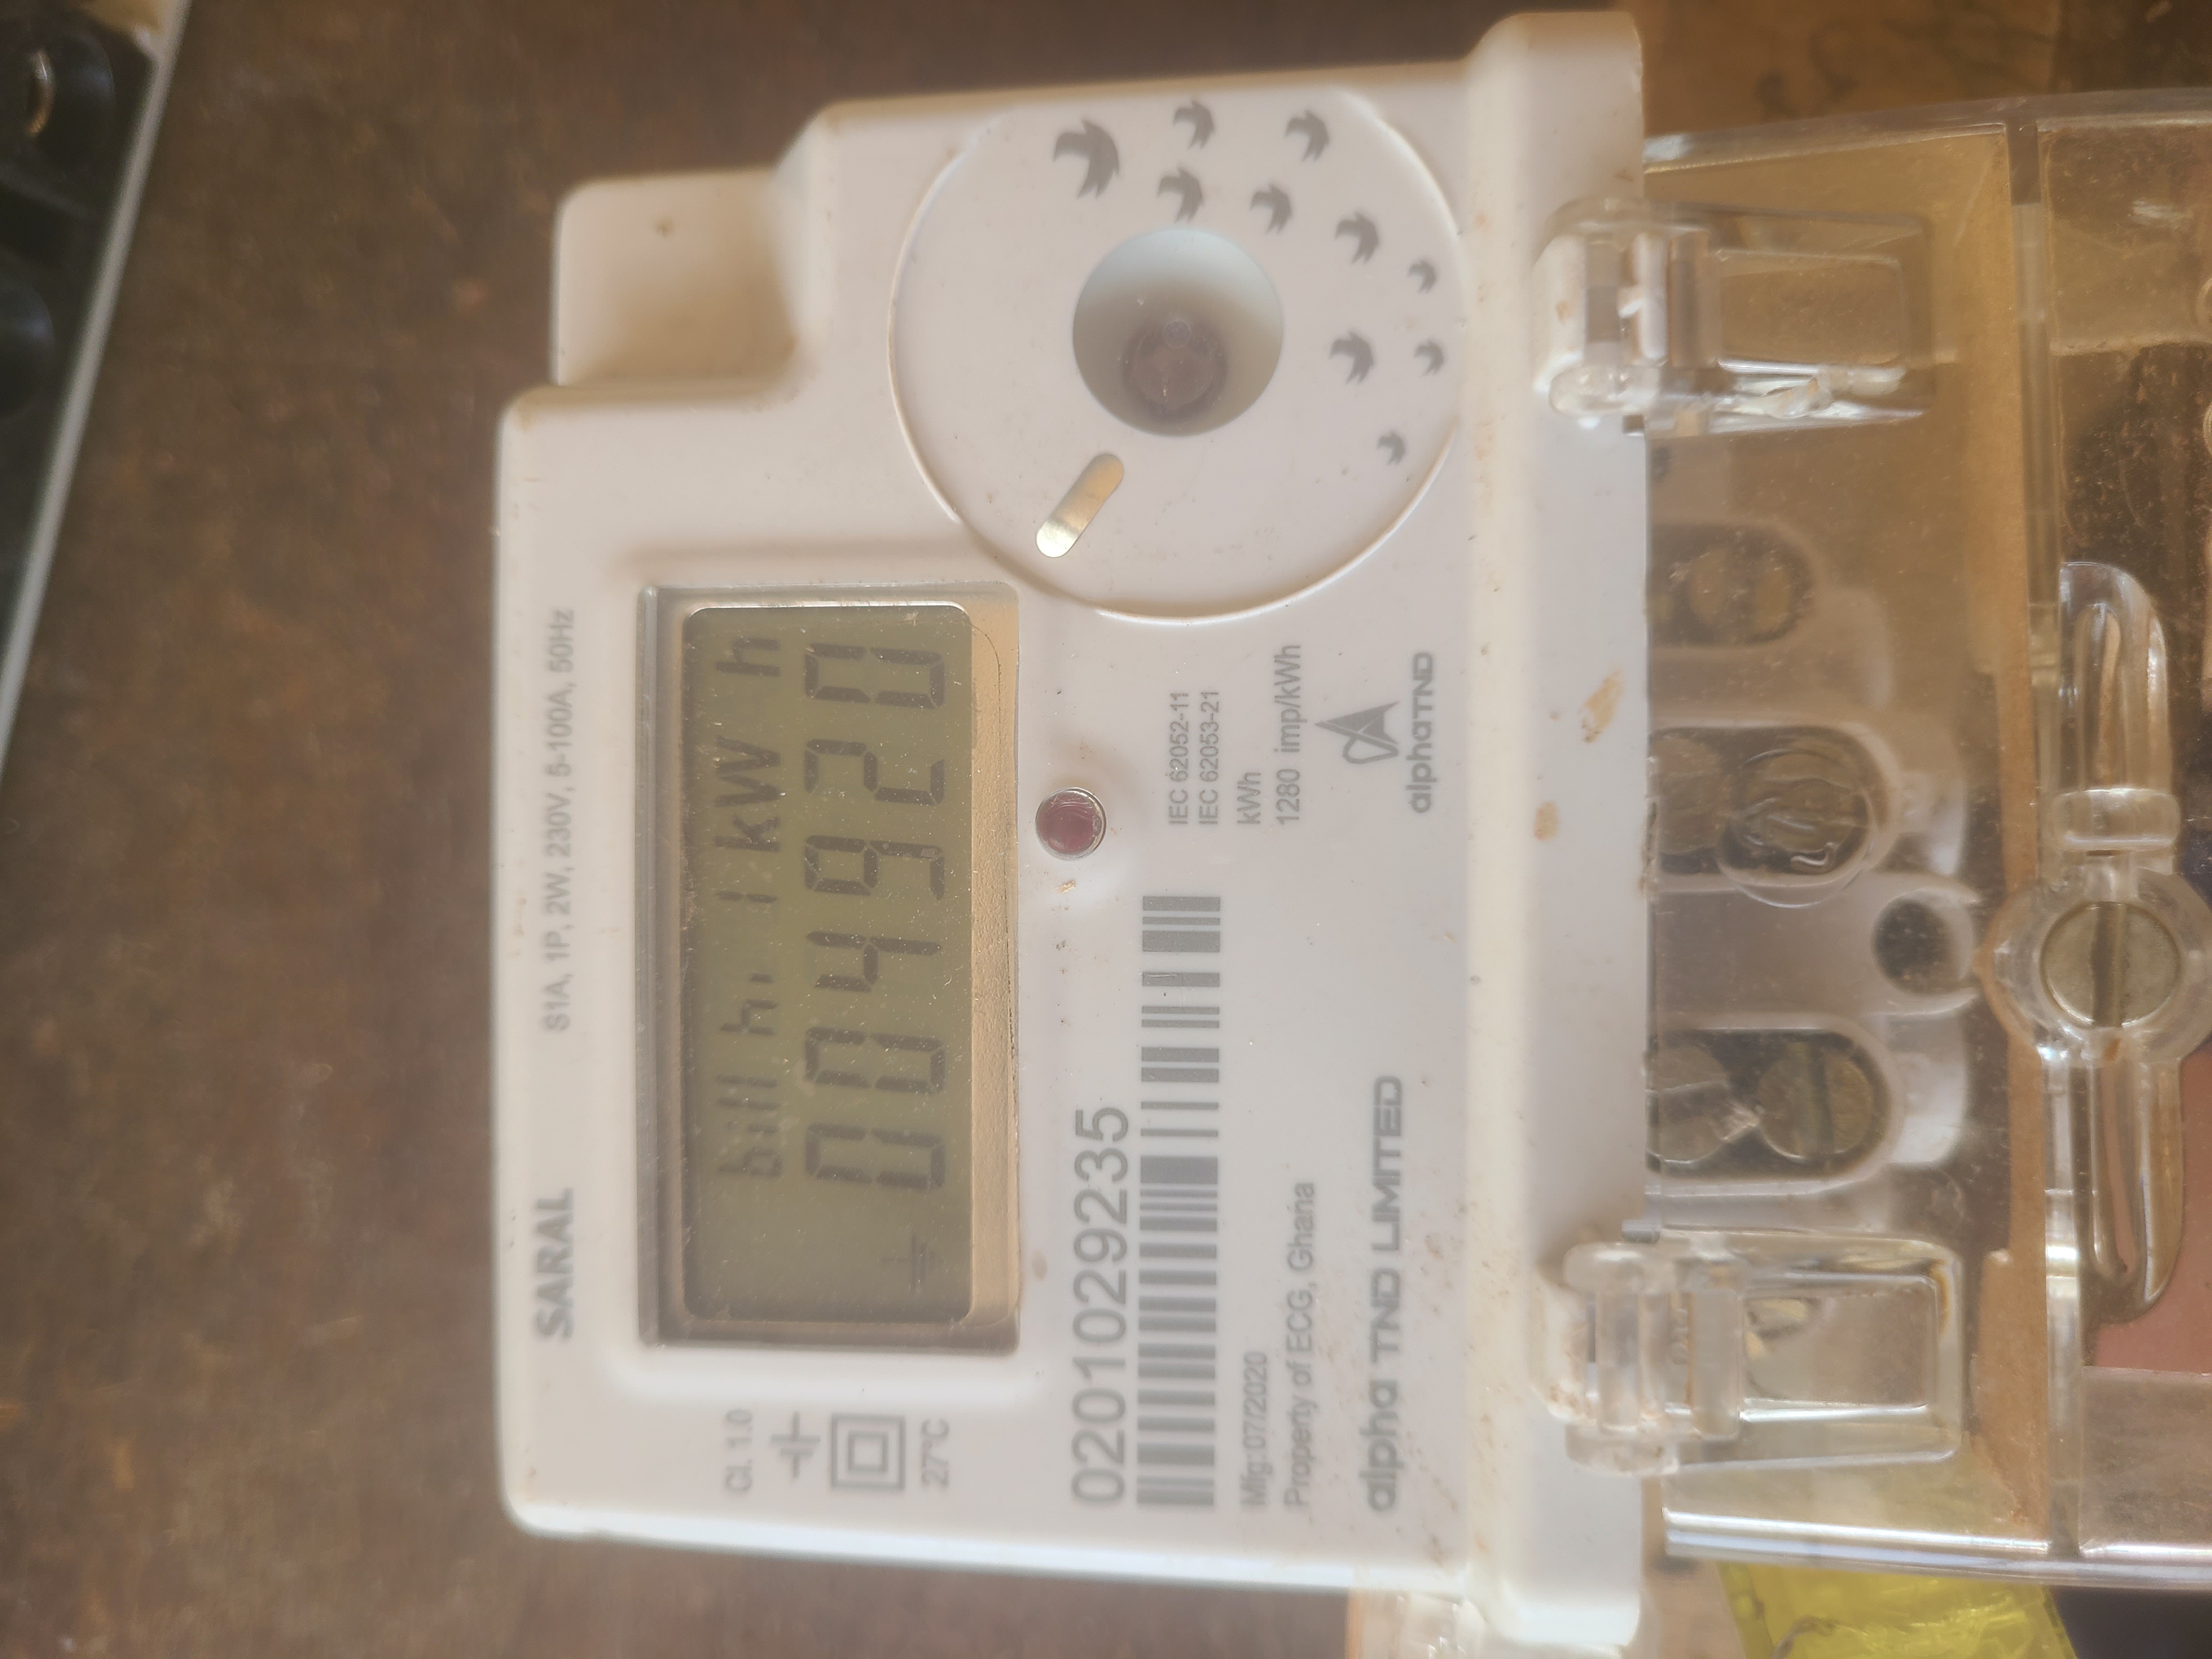 SARAL
S1A, 1P, 2W, 230V, 5-100A, 50Hz
bill hi 1 kW h
004920
Cl. 1.0
27°C
0201029235
Mfg:07/2020
Property of ECG, Ghana
alpha TND LIMITED
IEC 62052-11
IEC 62053-21
kWh
1280 imp/kWh
alphaTND